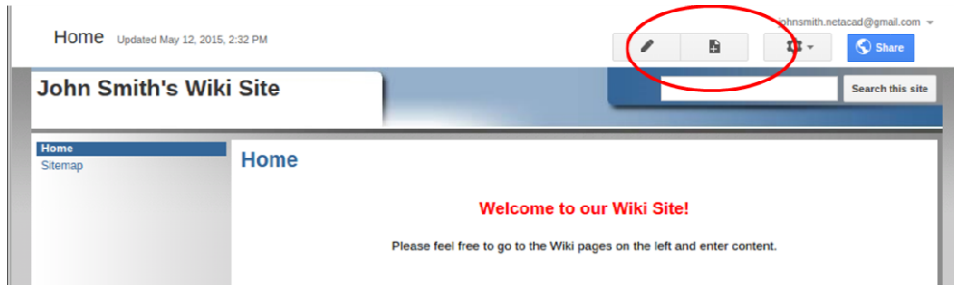 johnsmith.netacad@gmail.com
Home Updated May 12, 2015, 2:32 PM
Share
John Smith's Wiki Site
Search this site
Home
Sitemap
Home
Welcome to our Wiki Site!
Please feel free to go to the Wiki pages on the left and enter content.